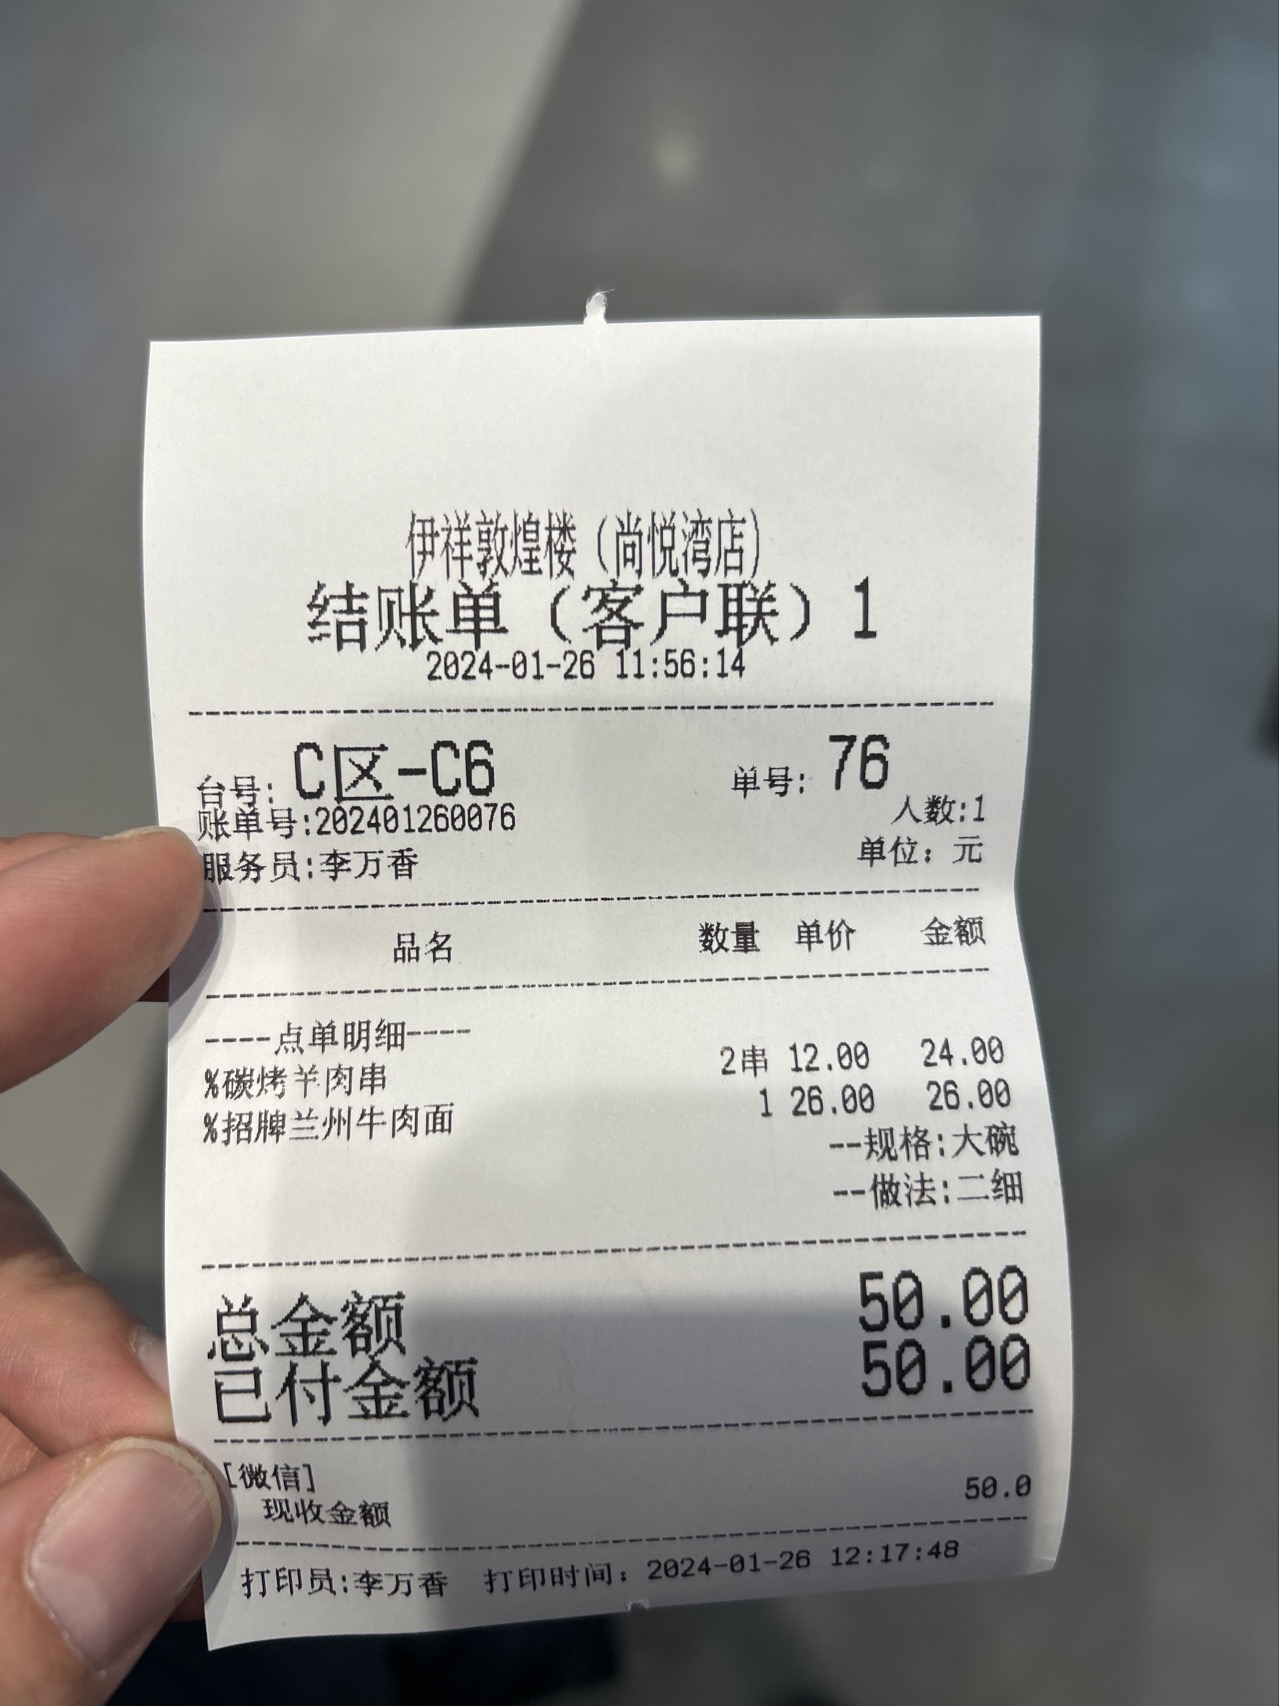 伊祥敦煌楼（尚悦湾店）
结账单（客户联）1
2024-01-26 11:56:14
台号: C区-C6 单号: 76
账单号:202401260076 人数:1
服务员:李万香 单位：元
品名 数量 单价 金额
----点单明细----
%碳烤羊肉串 2串 12.00 24.00
%招牌兰州牛肉面 1 26.00 26.00
--规格:大碗
--做法:二细
总金额 50.00
已付金额 50.00
[微信]
现收金额 50.0
打印员:李万香 打印时间：2024-01-26 12:17:48